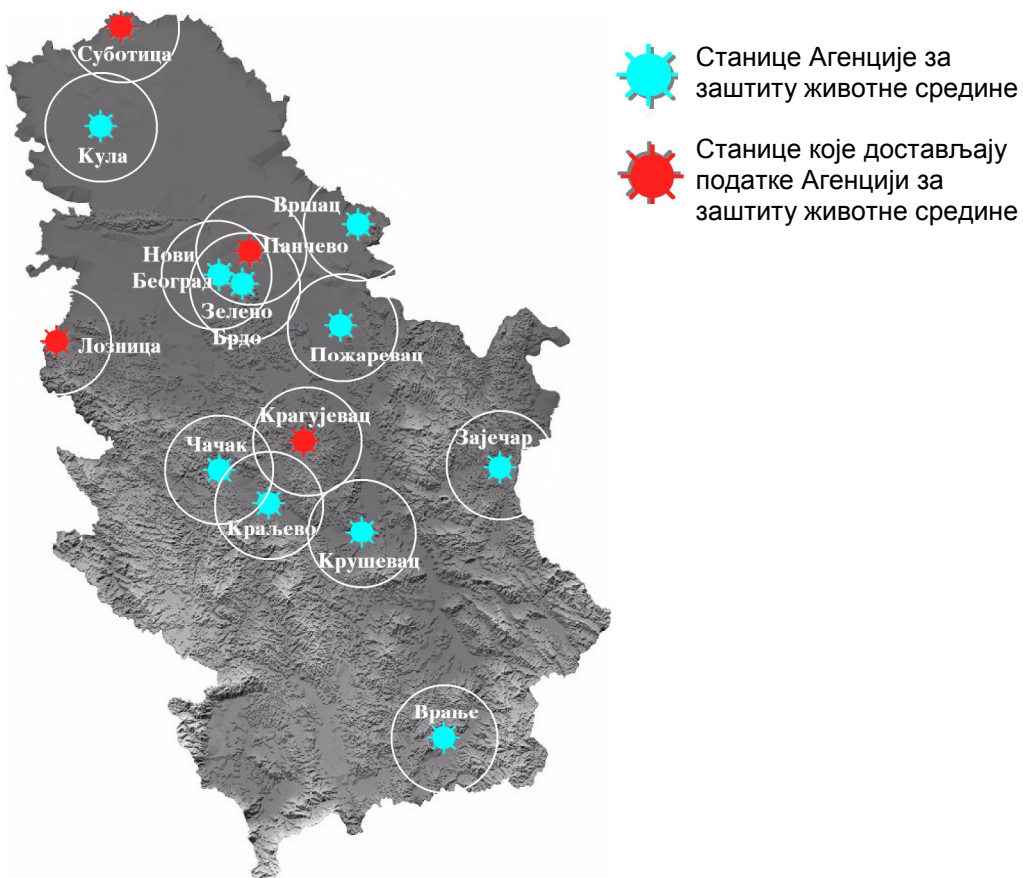 Суботица
Кула
Вршац
Панчево
Нови
Београд
Зелено
Брдо
Лозница
Пожаревац
Крагујевац
Чачак
Зајечар
Краљево
Крушевац
Врање
Станице Агенције за
заштиту животне средине
Станице које достављају
податке Агенцији за
заштиту животне средине